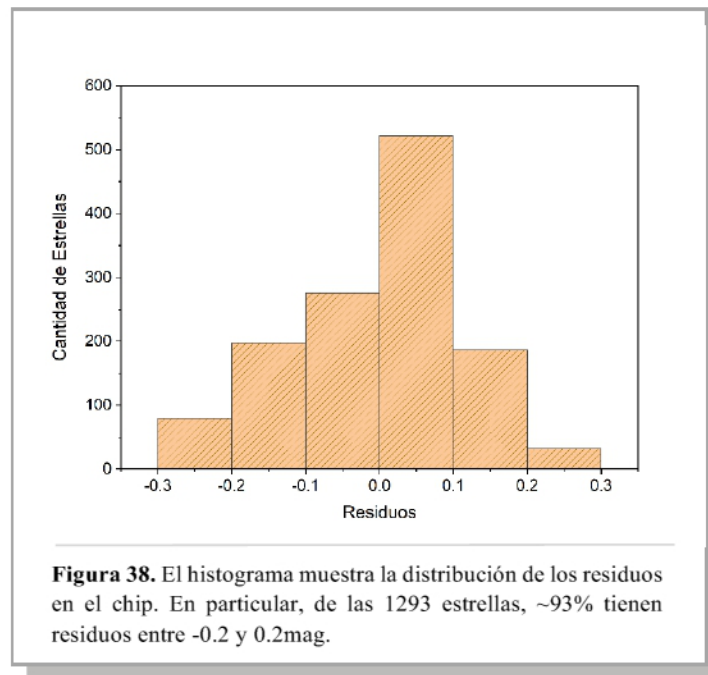 600
500
400
300
200
100
0
Cantidad de Estrellas
-0.3 -0.2 -0.1 0.0 0.1 0.2 0.3
Residuos
Figura 38. El histograma muestra la distribución de los residuos
en el chip. En particular, de las 1293 estrellas, ~93% tienen
residuos entre -0.2 y 0.2mag.